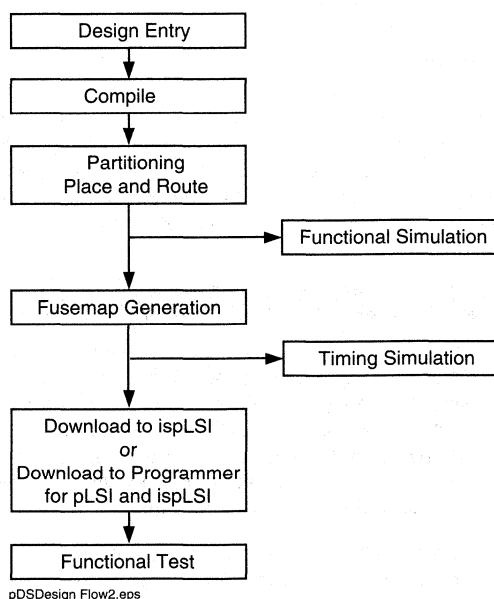 Design Entry
Compile
Partitioning
Place and Route
Functional Simulation
Fusemap Generation
Timing Simulation
Download to ispLSI
or
Download to Programmer
for pLSI and ispLSI
Functional Test
pDSDesign Flow2.eps